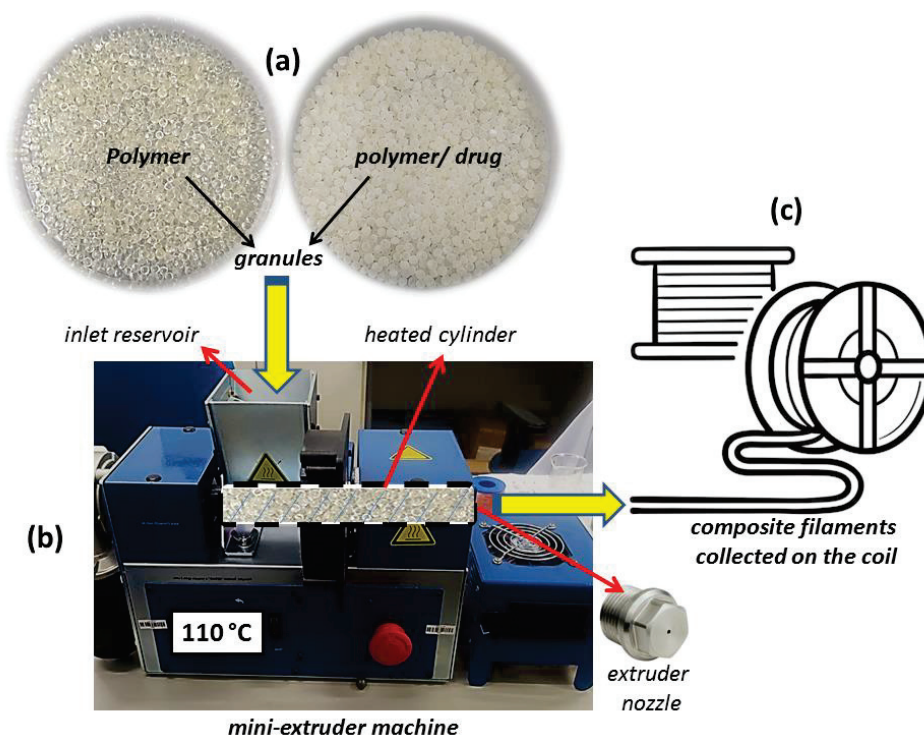 (a)
Polymer
polymer/ drug
granules
(c)
inlet reservoir
heated cylinder
(b)
110 °C
composite filaments
collected on the coil
extruder
nozzle
mini-extruder machine